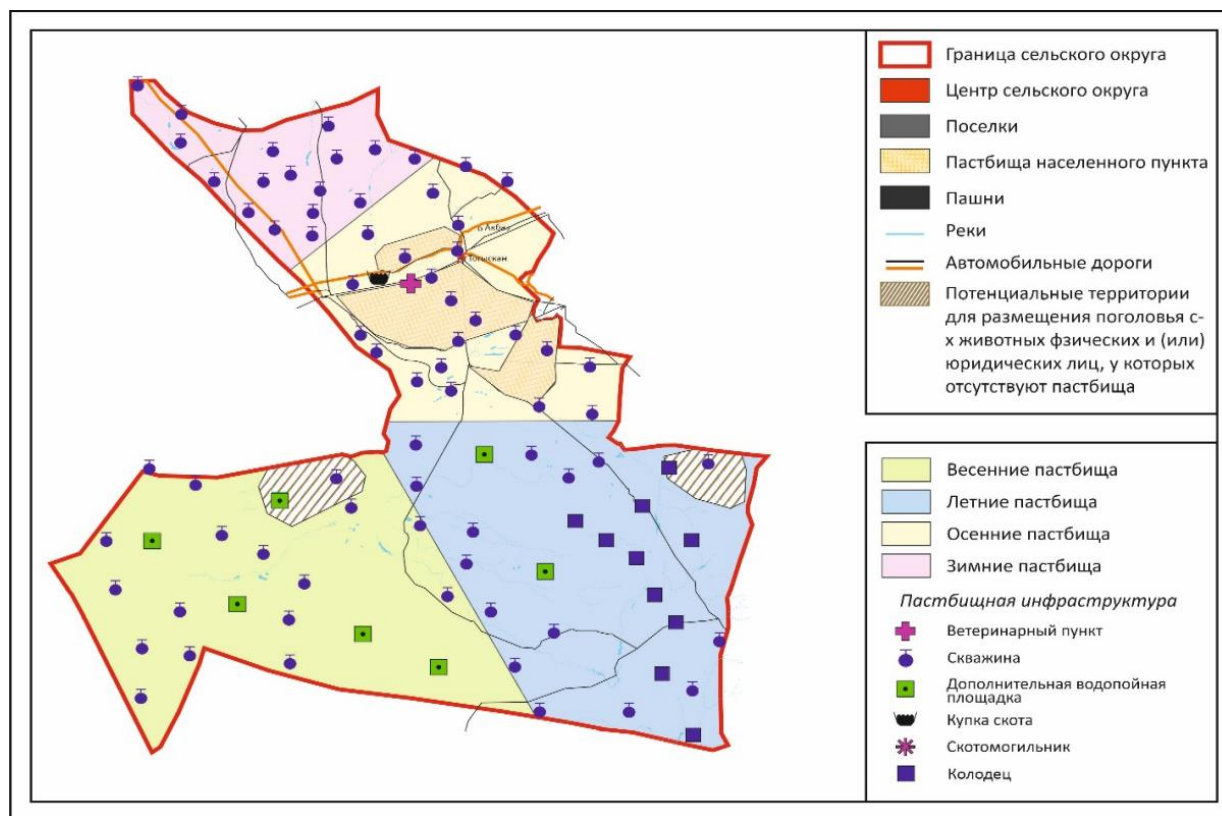 Акбас
Тогыскам
Граница сельского округа
Центр сельского округа
Поселки
Пастбища населенного пункта
Пашни
Реки
Автомобильные дороги
Потенциальные территории
для размещения поголовья с-
х животных фзических и (или)
юридических лиц, у которых
отсутствуют пастбища
Весенние пастбища
Летние пастбища
Осенние пастбища
Зимние пастбища
Пастбищная инфраструктура
Ветеринарный пункт
Скважина
Дополнительная водопойная
площадка
Купка скота
Скотомогильник
Колодец